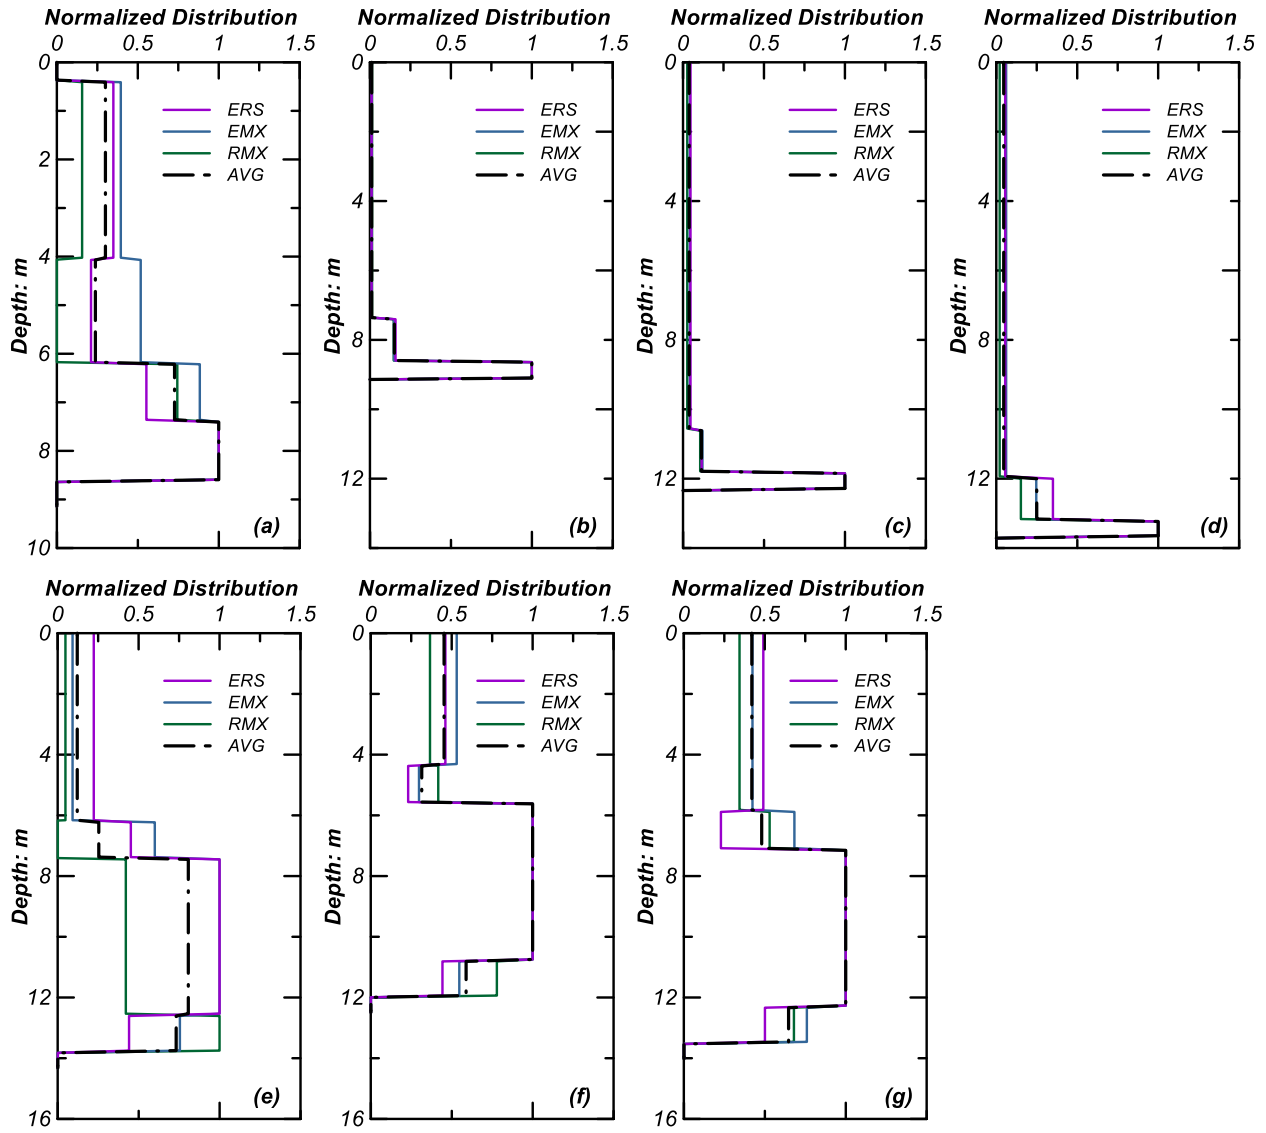 Normalized Distribution Normalized Distribution Normalized Distribution Normalized Distribution
0 0.5 1 1.5 0 0.5 1 1.5 0 0.5 1 1.5 0 0.5 1 1.5
0 0 0 0
ERS ERS ERS ERS
EMX EMX EMX EMX
2 RMX RMX RMX RMX
AVG AVG AVG AVG
4 4 4 4
Depth: m Depth: m Depth: m Depth: m
6 8 8 8
8 12 12 12
(a) (b) (c) (d)
10
Normalized Distribution Normalized Distribution Normalized Distribution
0 0.5 1 1.5 0 0.5 1 1.5 0 0.5 1 1.5
0 0 0
ERS ERS ERS
EMX EMX EMX
RMX RMX RMX
4 AVG 4 AVG 4 AVG
Depth: m Depth: m Depth: m
8 8 8
12 12 12
(e) (f) (g)
16 16 16